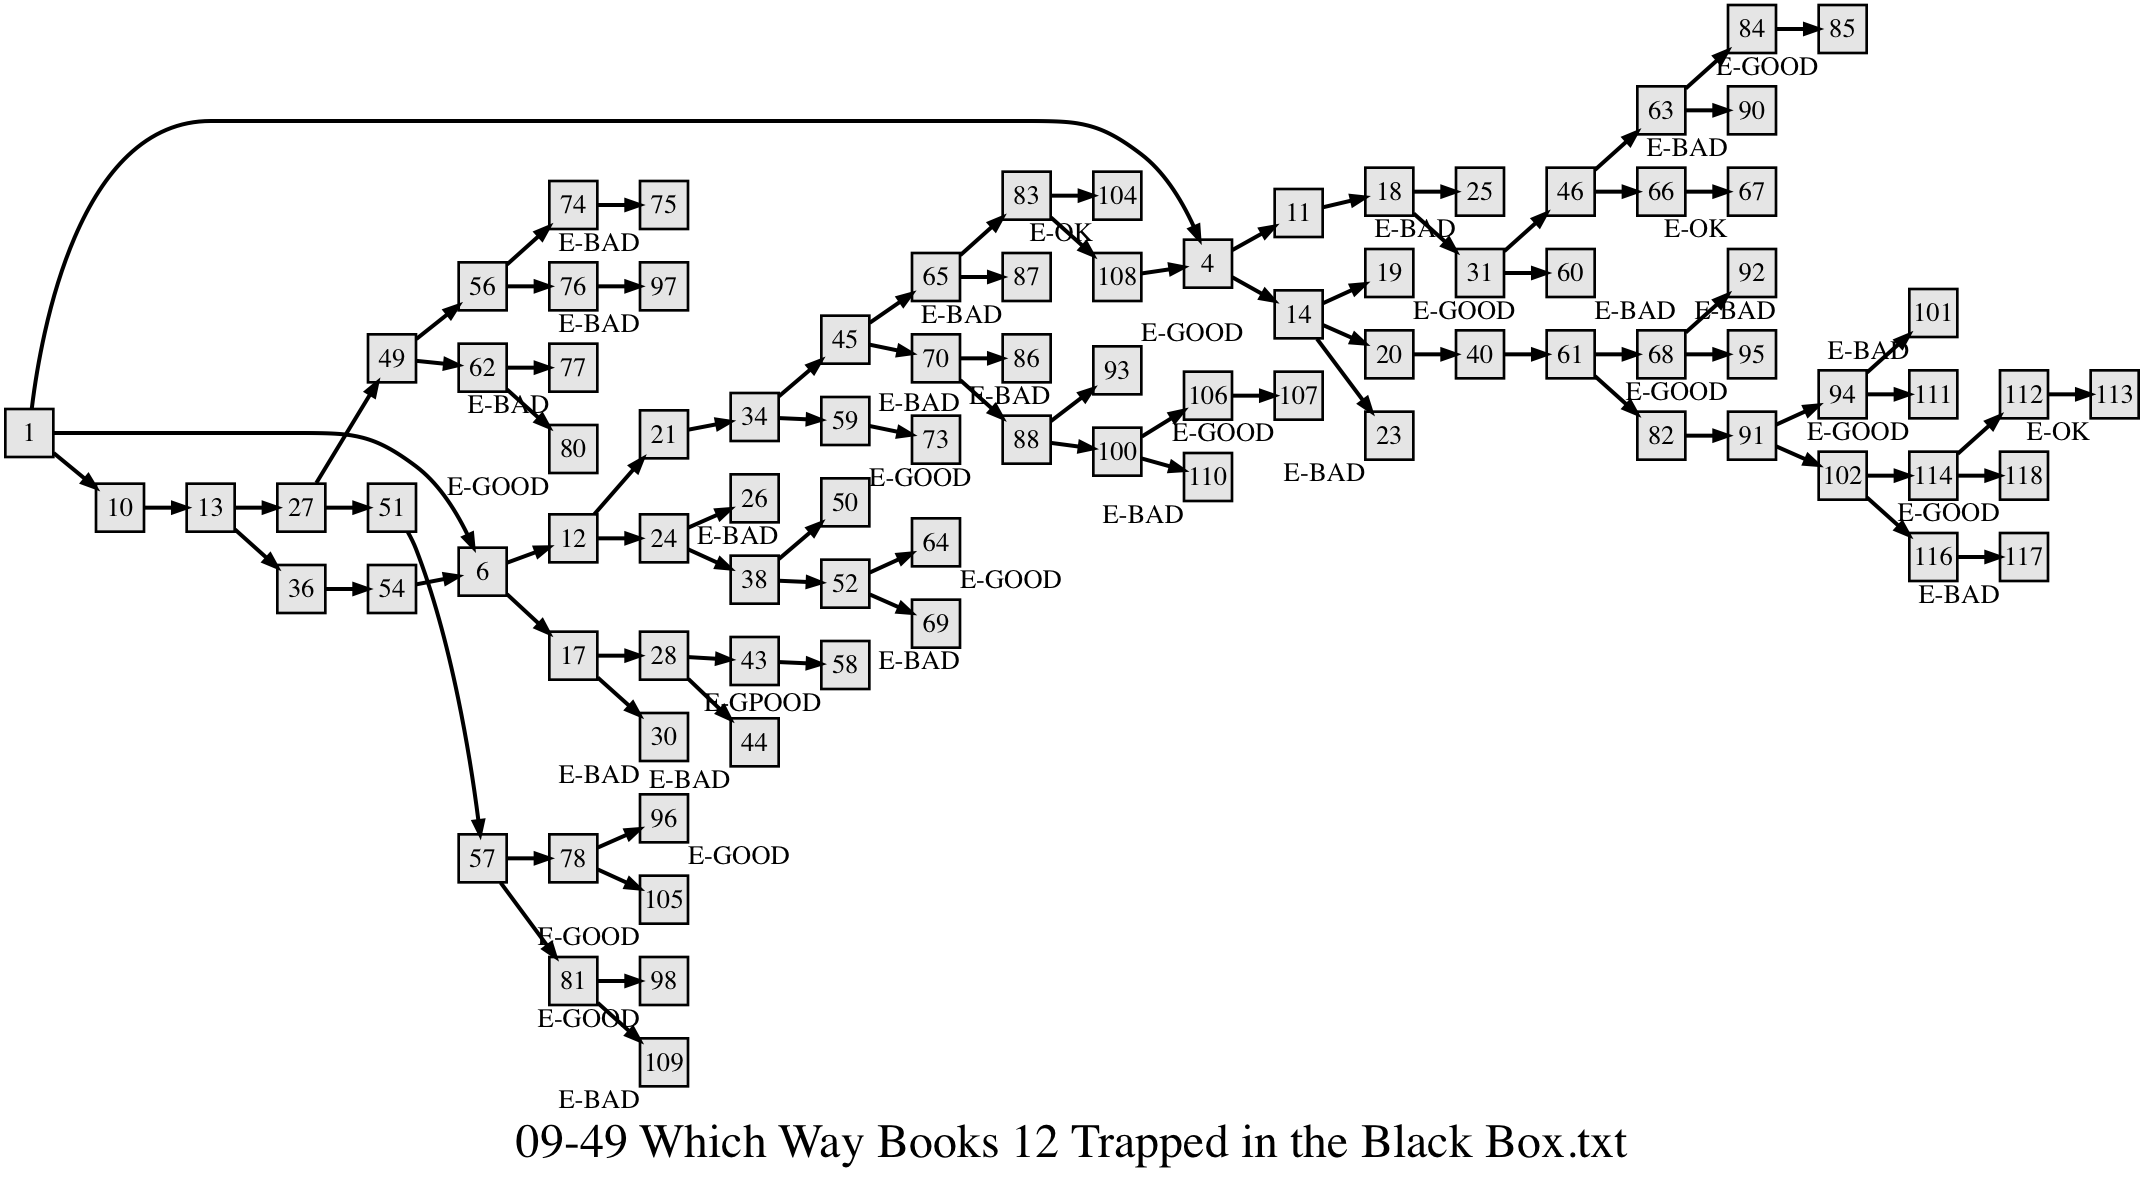 84 85
E-GOOD
63 90
E-BAD
74 75 83 104 18 25 46 66 67
11
E-BAD E-OK E-BAD E-OK
4
56 76 97 65 87 108 19 31 60 92
E-BAD E-BAD E-GOOD E-BAD E-BAD
101
14
E-GOOD
45
49 62 77 70 86 93 20 40 61 68 95 E-BAD
E-BAD E-BAD E-BAD 106 107 E-GOOD 94 111 112 113
34 59
1 21 73 88 E-GOOD 23 82 91 E-GOOD E-OK
80 100
E-GOOD E-GOOD E-BAD
10 13 27 51 26 50 110 102 114 118
E-BAD E-BAD E-GOOD
12 24 64
6 38 52 E-GOOD 116 117
36 54 E-BAD
69
17 28 43 58 E-BAD
E-GPOOD
30 44
E-BAD E-BAD
96
57 78 E-GOOD
105
E-GOOD
81 98
E-GOOD
109
E-BAD
09-49 Which Way Books 12 Trapped in the Black Box.txt